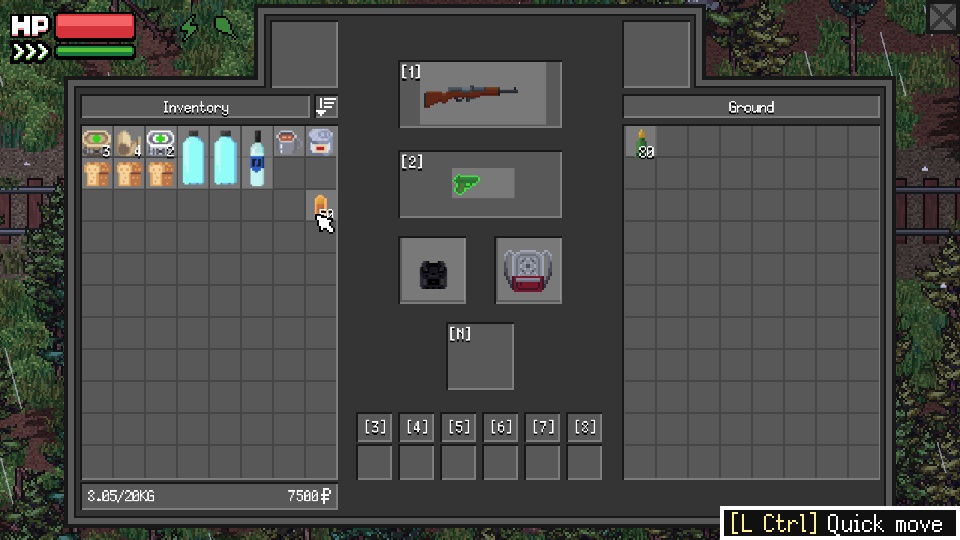 HP
[1]
Inventory
Ground
3 4 2
80
[2]
[N]
[3] [4] [5] [6] [7] [8]
8.05/20KG 7500₽
[L Ctrl] Quick move